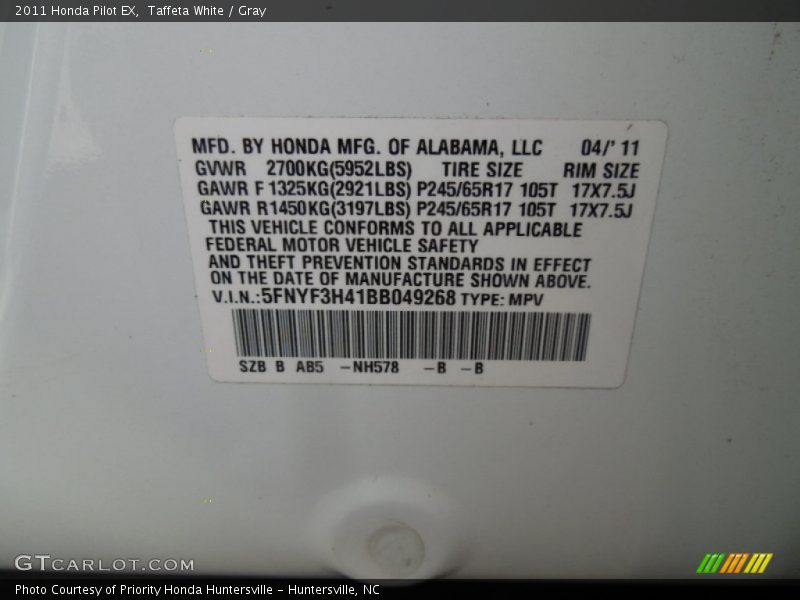 2011 Honda Pilot EX,  Taffeta White / Gray
MFD. BY HONDA MFG. OF ALABAMA, LLC 04/' 11
GVWR 2700KG(5952LBS) TIRE SIZE RIM SIZE
GAWR F 1325KG(2921LBS) P245/65R17 105T 17X7.5J
GAWR R1450KG(3197LBS) P245/65R17 105T 17X7.5J
THIS VEHICLE CONFORMS TO ALL APPLICABLE
FEDERAL MOTOR VEHICLE SAFETY
AND THEFT PREVENTION STANDARDS IN EFFECT
ON THE DATE OF MANUFACTURE SHOWN ABOVE.
V.I.N.:5FNYF3H41BB049268 TYPE: MPV
SZB B AB5 -NH578 -B -B
GTCARLOT.COM
Photo Courtesy of Priority Honda Huntersville - Huntersville, NC